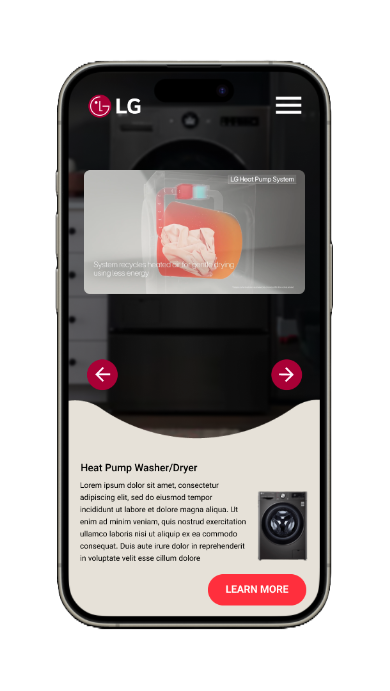 LG
LG Heat Pump System
System recycles heated air for gentle drying
using less energy
Heat Pump Washer/Dryer
Lorem ipsum dolor sit amet, consectetur
adipiscing elit, sed do eiusmod tempor
incididunt ut labore et dolore magna aliqua. Ut
enim ad minim veniam, quis nostrud exercitation
ullamco laboris nisi ut aliquip ex ea commodo
consequat. Duis aute irure dolor in reprehenderit
in voluptate velit esse cillum dolore
LEARN MORE